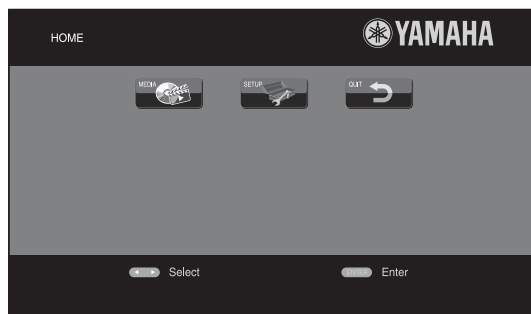 HOME
YAMAHA
MEDIA
SETUP
QUIT
Select
ENTER
Enter